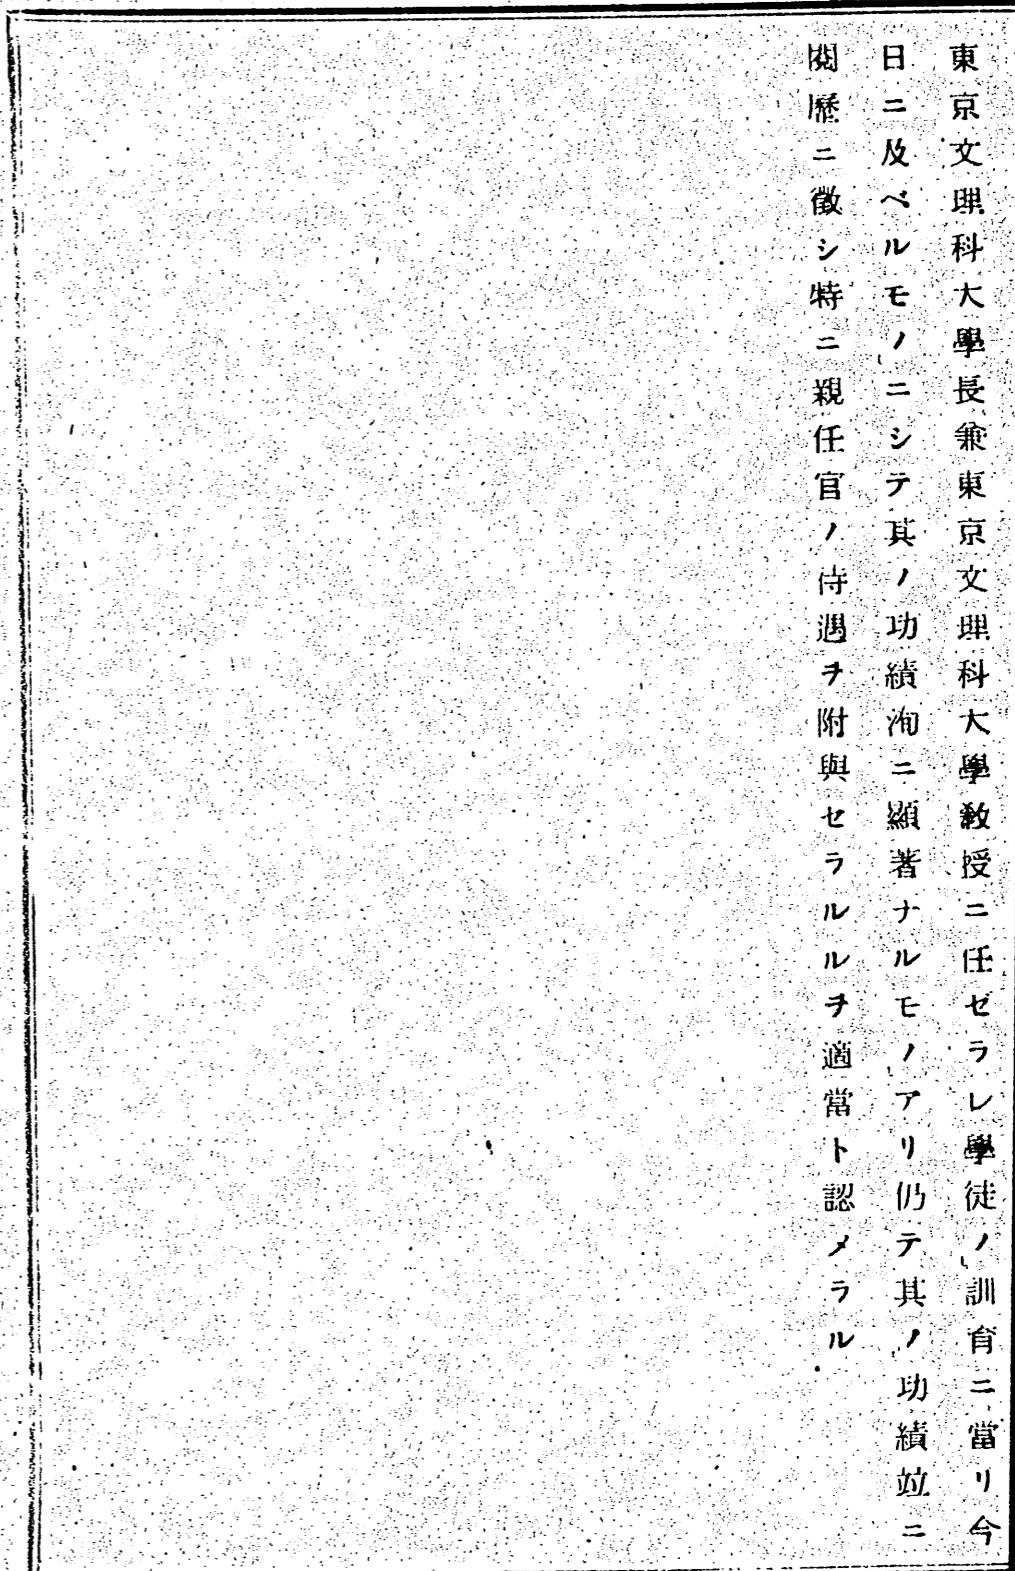 東京文理科大學長兼東京文理科大學教授ニ任ゼラレ學徒ノ訓育ニ當リ今
日ニ及ベルモノニシテ其ノ功績洵ニ顯著ナルモノアリ仍テ其ノ功績竝ニ
閱歷ニ徵シ特ニ親任官ノ待遇ヲ附與セラルルヲ適當ト認メラル